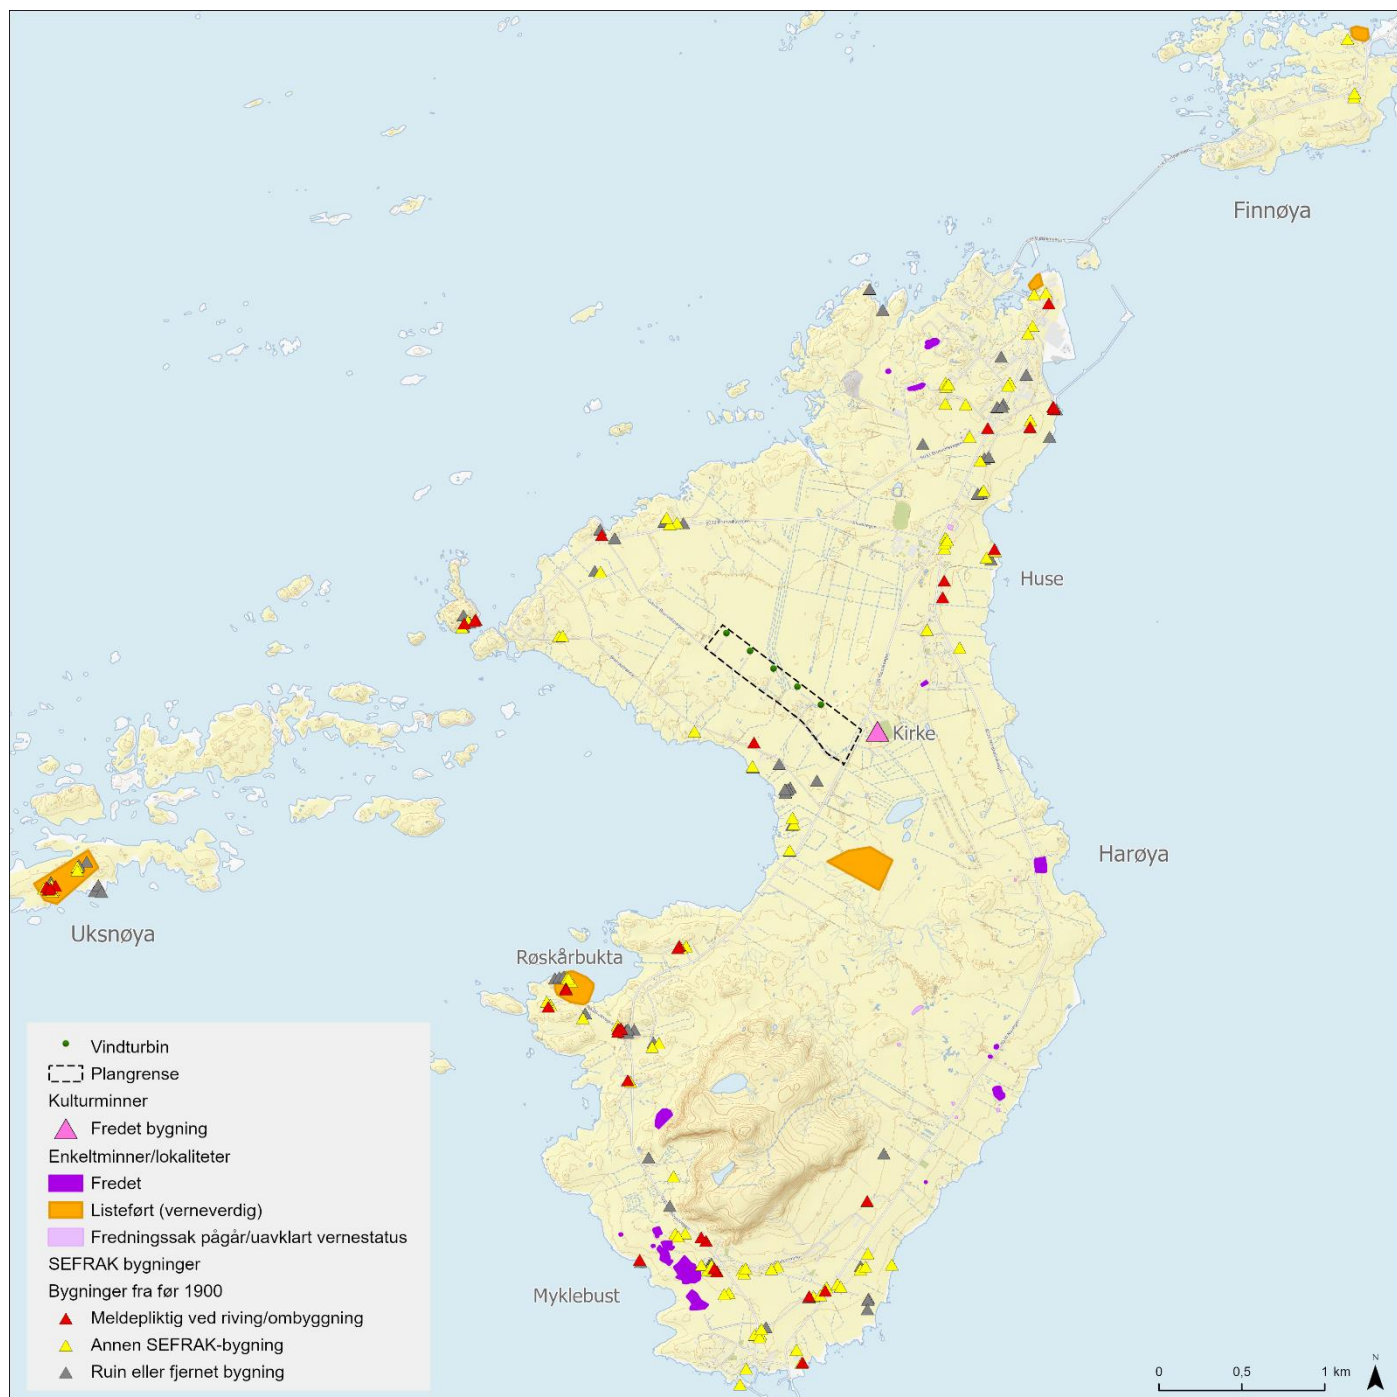 Finnøya
Huse
Kirke
Harøya
Uksnøya
Røskårbukta
Myklebust
Vindturbin
Plangrense
Kulturminner
Fredet bygning
Enkeltminner/lokaliteter
Fredet
Listeført (verneverdig)
Fredningssak pågår/uavklart vernestatus
SEFRAK bygninger
Bygninger fra før 1900
Meldepliktig ved riving/ombyggning
Annen SEFRAK-bygning
Ruin eller fjernet bygning
0 0,5 1 km
N